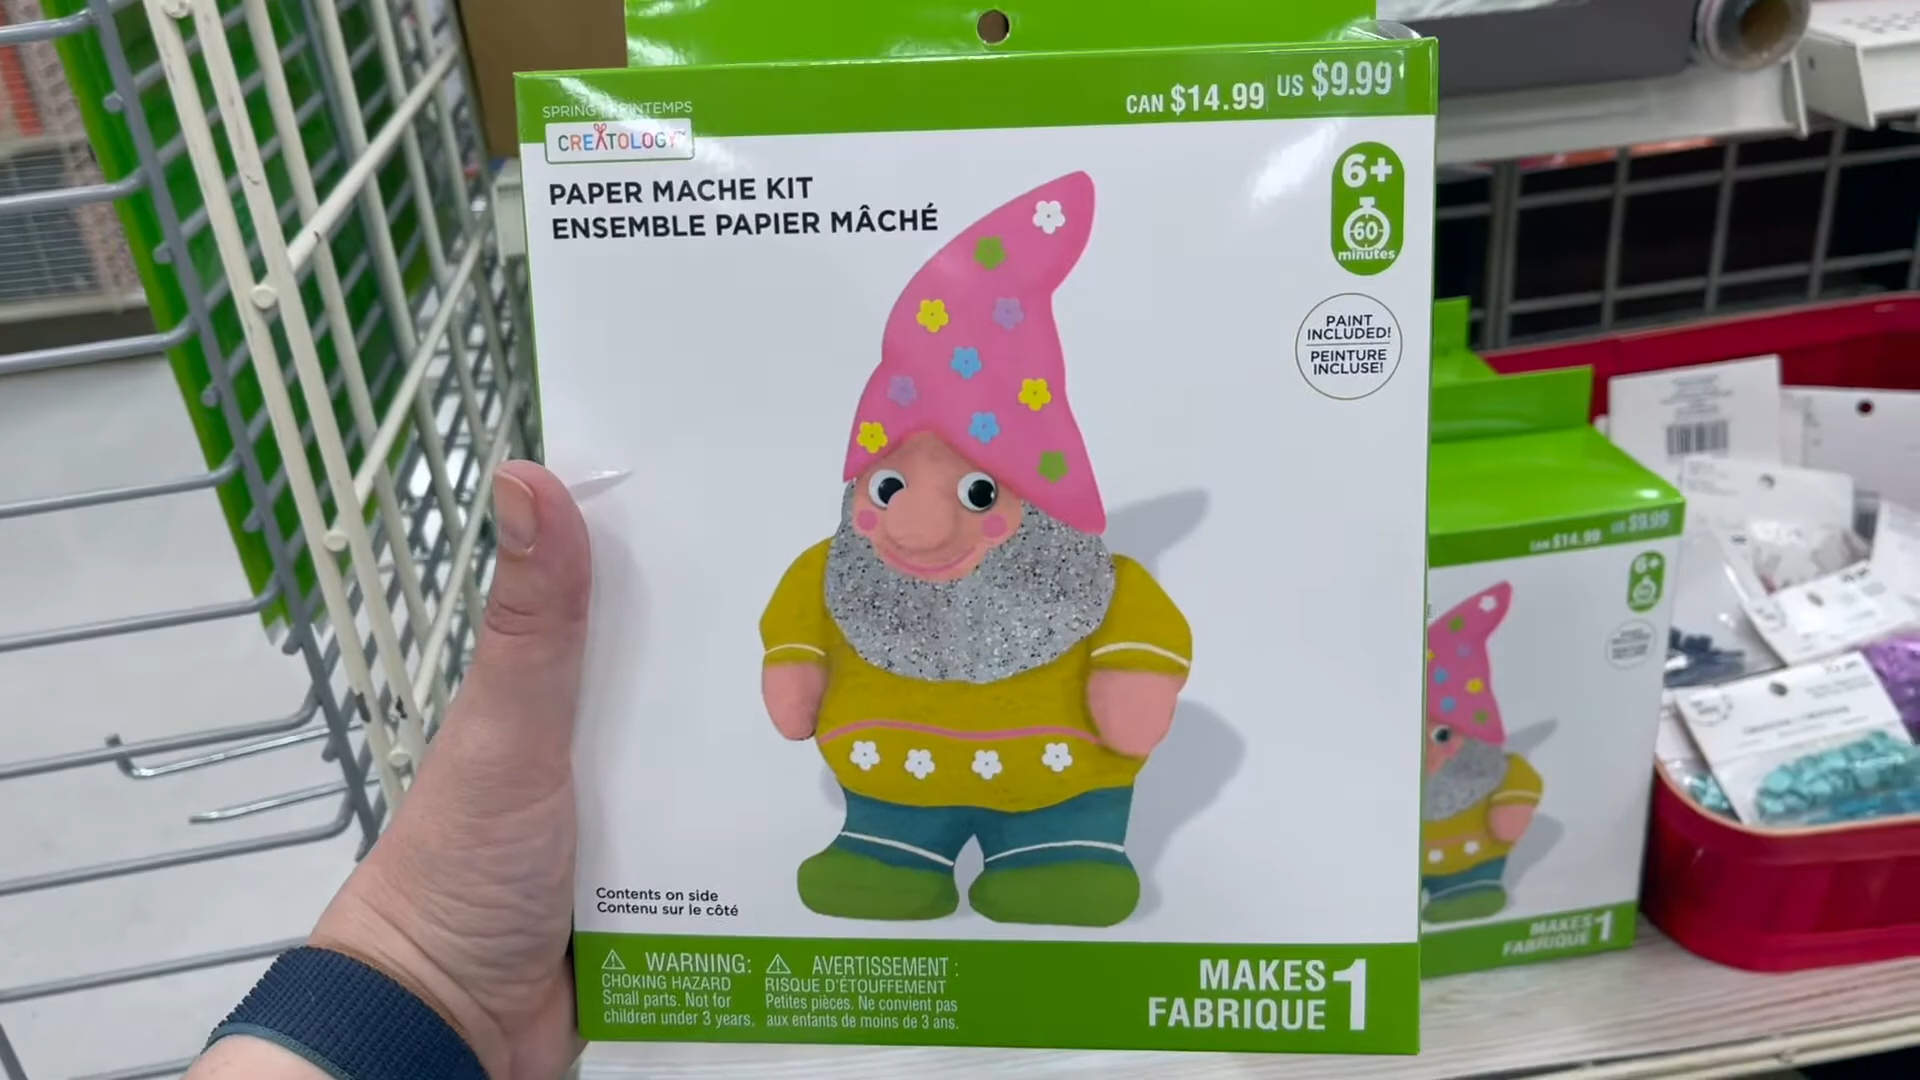 SPRING PRINTEMPS
CREATOLOGY™
CAN $14.99 US $9.99
PAPER MACHE KIT
ENSEMBLE PAPIER MÂCHÉ
6+
60
minutes
PAINT
INCLUDED!
PEINTURE
INCLUSE!
Contents on side
Contenu sur le côté
WARNING:
CHOKING HAZARD
Small parts. Not for
children under 3 years.
AVERTISSEMENT :
RISQUE D'ÉTOUFFEMENT
Petites pièces. Ne convient pas
aux enfants de moins de 3 ans.
MAKES
FABRIQUE 1
CAN $14.99 US $9.99
6+
MAKES
FABRIQUE 1